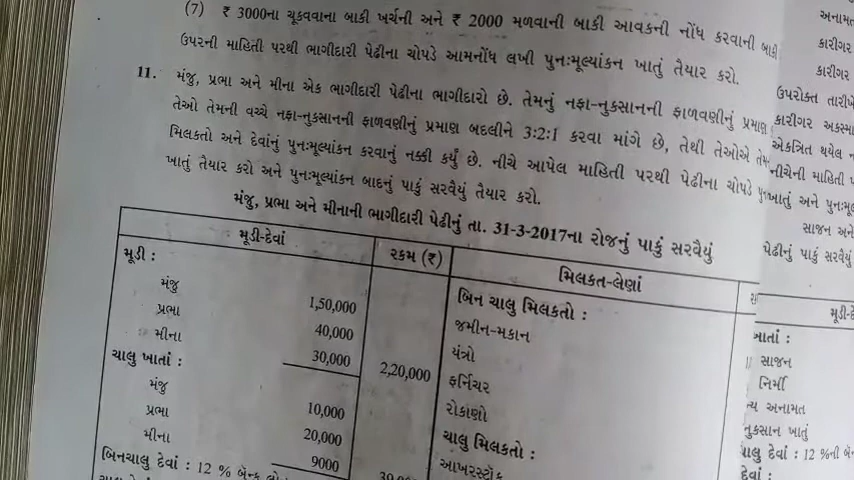 (7) ₹ 3000ના ચૂકવવાના બાકી ખર્ચની અને ₹ 2000 મળવાની બાકી આવકની નોંધ કરવાની બાકી
ઉપરની માહિતી પરથી ભાગીદારી પેઢીના ચોપડે આમનોંધ લખી પુનઃમૂલ્યાંકન ખાતું તૈયાર કરો.
11. મંજુ, પ્રભા અને મીના એક ભાગીદારી પેઢીના ભાગીદારો છે. તેમનું નફા-નુકસાનની ફાળવણીનું પ્રમાણ
તેઓ તેમની વચ્ચે નફા-નુકસાનની ફાળવણીનું પ્રમાણ બદલીને 3:2:1 કરવા માંગે છે, તેથી તેઓએ
મિલકતો અને દેવાંનું પુનઃમૂલ્યાંકન કરવાનું નક્કી કર્યું છે. નીચે આપેલ માહિતી પરથી પેઢીના ચોપડે
ખાતું તૈયાર કરો અને પુનઃમૂલ્યાંકન બાદનું પાકું સરવૈયું તૈયાર કરો.
મંજુ, પ્રભા અને મીનાની ભાગીદારી પેઢીનું તા. 31-3-2017ના રોજનું પાકું સરવૈયું
મૂડી-દેવાં રકમ (₹) મિલકત-લેણાં
મૂડી : બિન ચાલુ મિલકતો :
મંજુ 1,50,000 જમીન-મકાન
પ્રભા 40,000 યંત્રો
મીના 30,000 2,20,000 ફર્નિચર
ચાલુ ખાતાં : રોકાણો
મંજુ 10,000 ચાલુ મિલકતો :
પ્રભા 20,000 આખરસ્ટૉક
મીના 9000
બિનચાલુ દેવાં : 12 % બૅન્ક
કારીગર
કારીગર
ઉપરોક્ત
કારીગર
એકત્રિત થયેલ
નીચેની માહિતી
ખાતું અને
સાજન અને
પેઢીનું પાકું સરવૈયું
સાજન
નિર્મી
અનામત
નુકસાન ખાતું
દેવાં : 12 %ની
દેવાં :